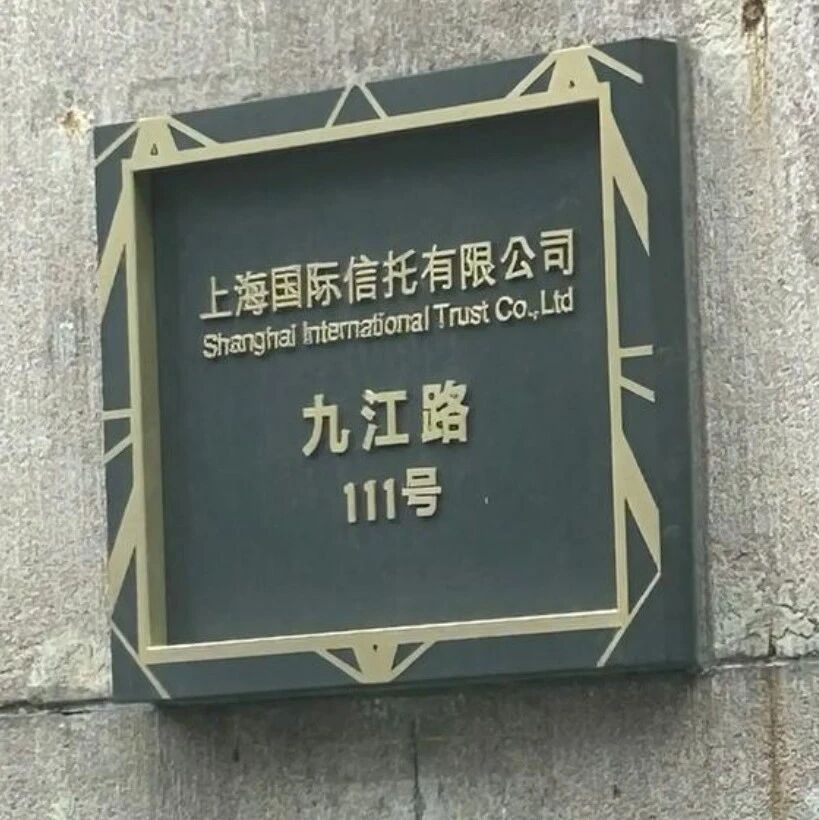 上海国际信托有限公司
Shanghai International Trust Co.,Ltd
九江路
111号